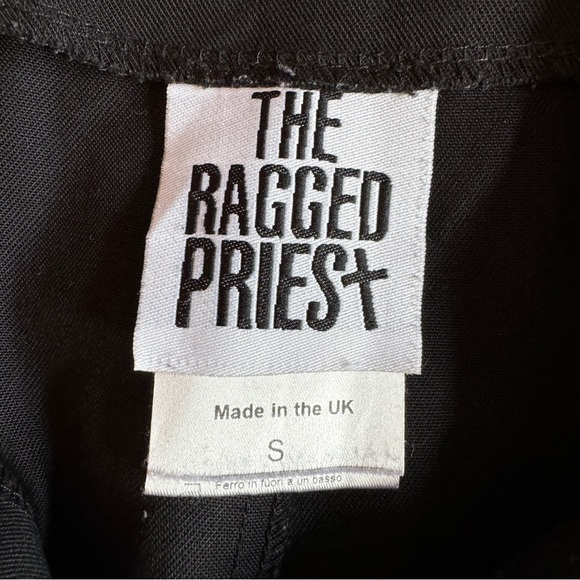 THE
RAGGED
PRIEST
Made in the UK
S
Ferro in fuori a un basso